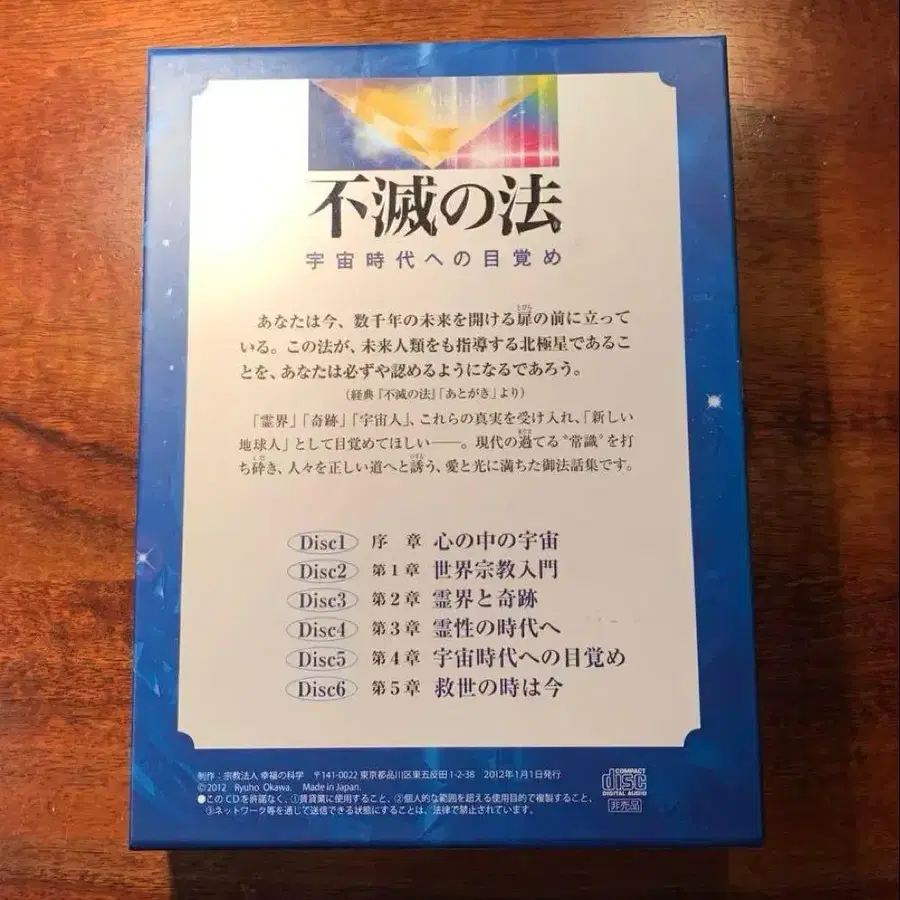 不滅の法
宇宙時代への目覚め
あなたは今、数千年の未来を開ける扉の前に立って
いる。この法が、未来人類をも指導する北極星であるこ
とを、あなたは必ずや認めるようになるであろう。
（経典『不滅の法』「あとがき」より）
「霊界」「奇跡」「宇宙人」、これらの真実を受け入れ、「新しい
地球人」として目覚めてほしい――。現代の過てる“常識”を打
ち砕き、人々を正しい道へと誘う、愛と光に満ちた御法話集です。
Disc1 序 章 心の中の宇宙
Disc2 第1章 世界宗教入門
Disc3 第2章 霊界と奇跡
Disc4 第3章 霊性の時代へ
Disc5 第4章 宇宙時代への目覚め
Disc6 第5章 救世の時は今
制作：宗教法人 幸福の科学 〒141-0022 東京都品川区東五反田1-2-38 2012年1月1日発行
©2012 Ryuho Okawa. Made in Japan.
●このCDを許諾なく、①賃貸業に使用すること、②個人的な範囲を超える使用目的で複製すること、
③ネットワーク等を通して送信できる状態にすることは、法律で禁止されています。
COMPACT
disc
DIGITAL AUDIO
非売品